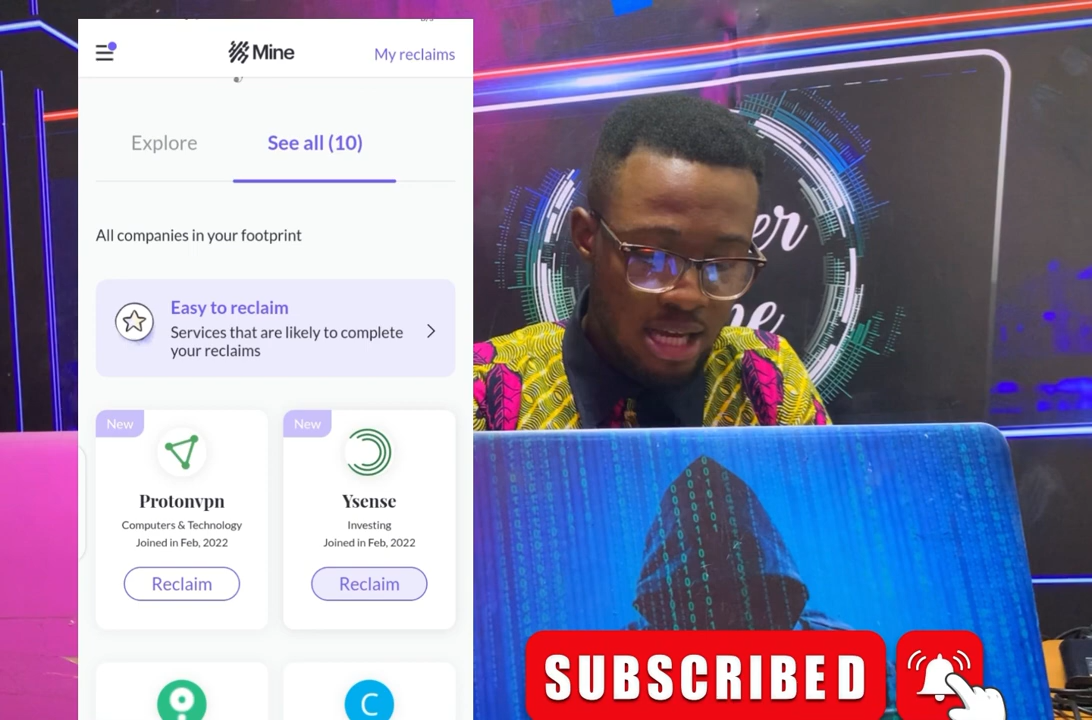 Mine
My reclaims
Explore
See all (10)
All companies in your footprint
Easy to reclaim
Services that are likely to complete
your reclaims
New
Protonvpn
Computers & Technology
Joined in Feb, 2022
Reclaim
New
Ysense
Investing
Joined in Feb, 2022
Reclaim
C
SUBSCRIBED